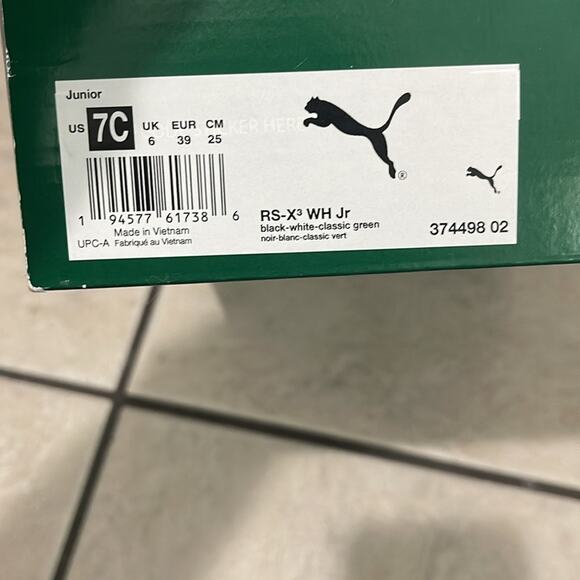 Junior
US 7C UK 6 EUR 39 CM 25
1 94577 61738 6
Made in Vietnam
UPC-A Fabriqué au Vietnam
RS-X³ WH Jr
black-white-classic green
noir-blanc-classic vert
374498 02
®